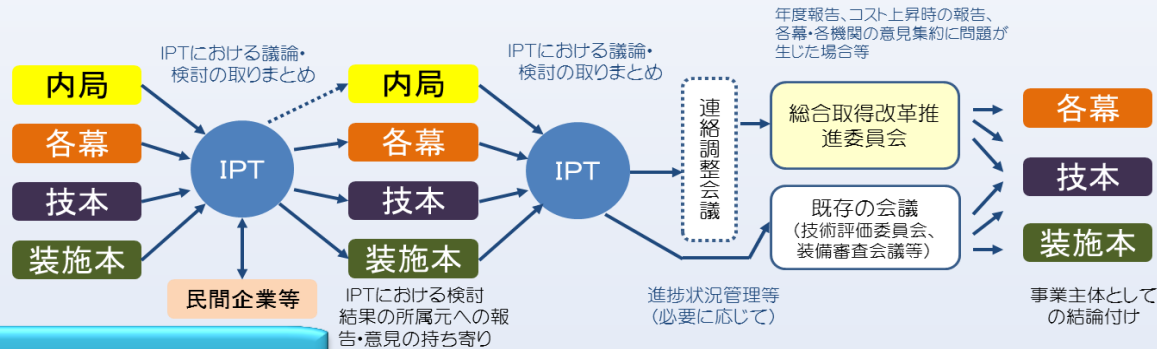 年度報告、コスト上昇時の報告、
各幕・各機関の意見集約に問題が
生じた場合等
IPTにおける議論・
検討の取りまとめ
IPTにおける議論・
検討の取りまとめ
内局
各幕
技本
装施本
IPT
民間企業等
内局
各幕
技本
装施本
IPTにおける検討
結果の所属元への報
告・意見の持ち寄り
IPT
連絡調整会議
総合取得改革推
進委員会
既存の会議
（技術評価委員会、
装備審査会議等）
進捗状況管理等
（必要に応じて）
各幕
技本
装施本
事業主体として
の結論付け